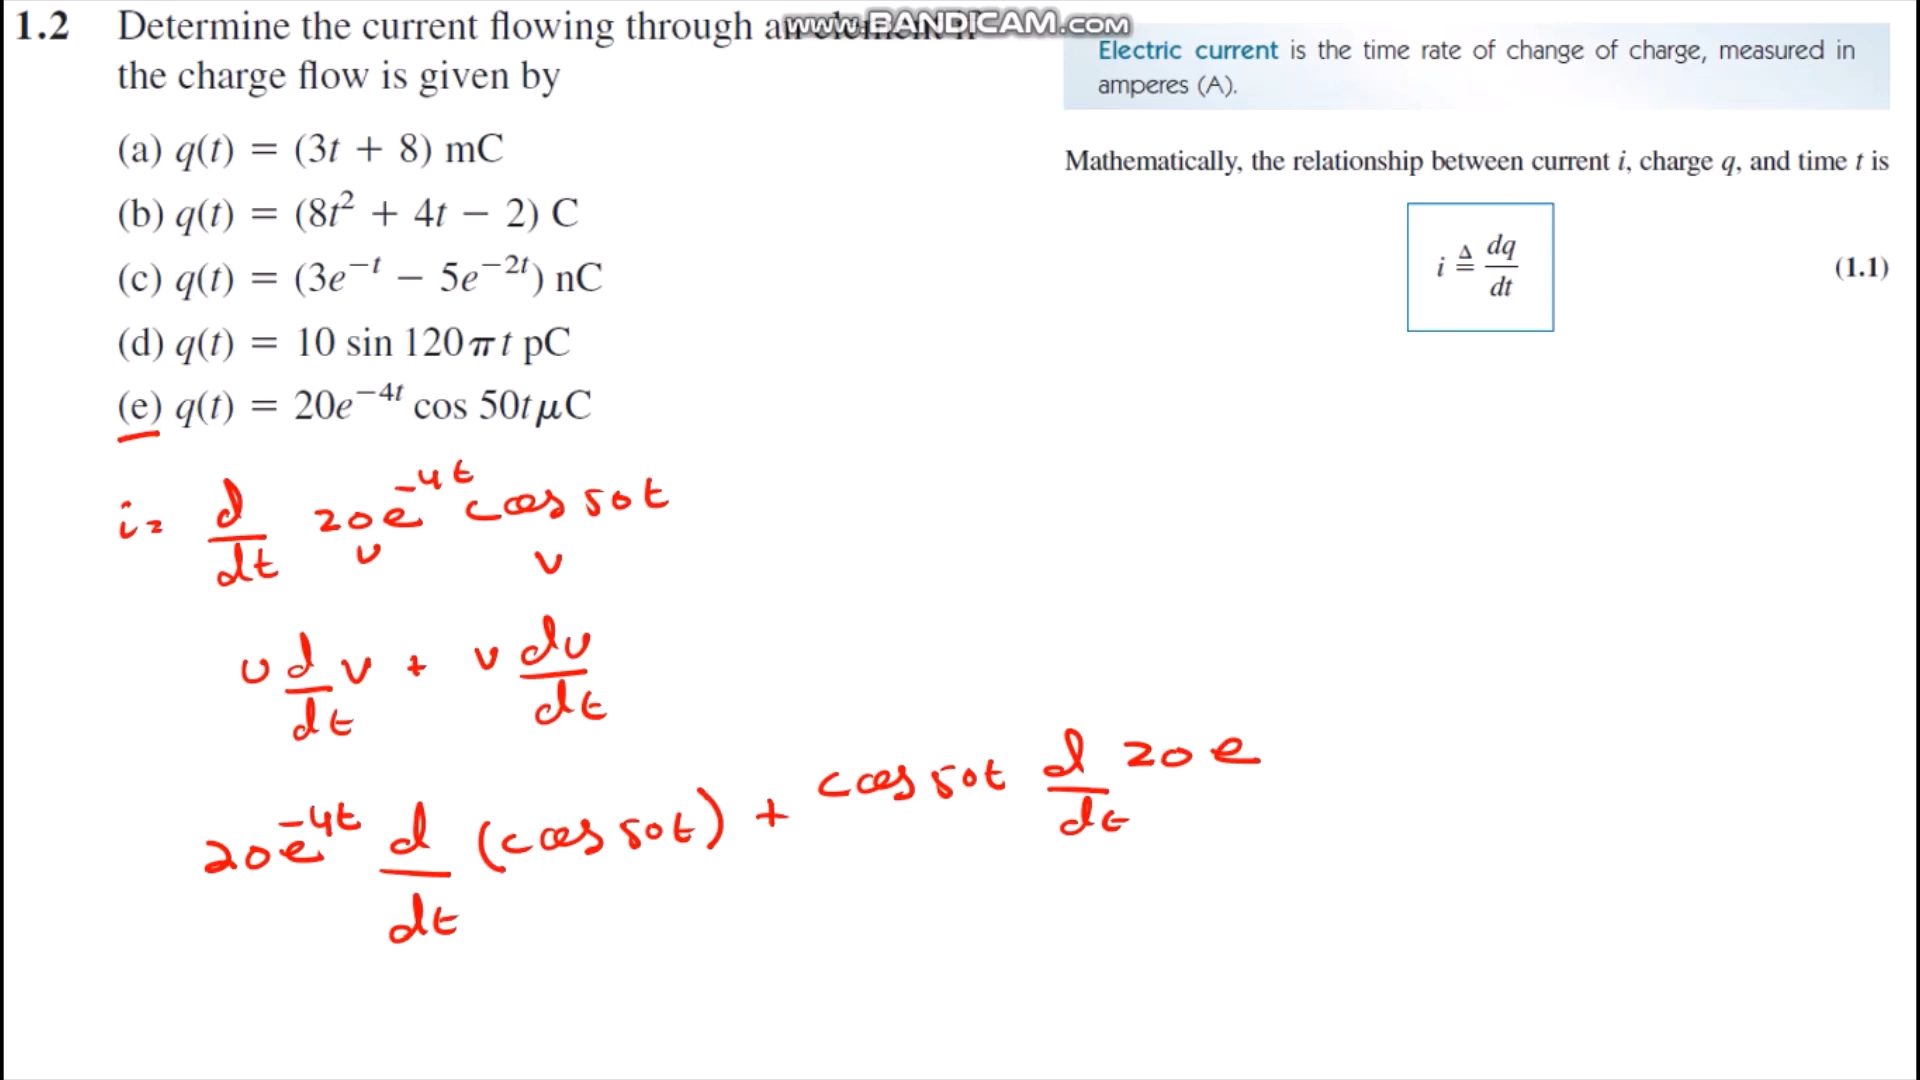 www.BANDICAM.com
1.2 Determine the current flowing through an element if
the charge flow is given by
(a) q(t) = (3t + 8) mC
(b) q(t) = (8t² + 4t − 2) C
(c) q(t) = (3e⁻ᵗ − 5e⁻²ᵗ) nC
(d) q(t) = 10 sin 120πt pC
(e) q(t) = 20e⁻⁴ᵗ cos 50t μC
Electric current is the time rate of change of charge, measured in
amperes (A).
Mathematically, the relationship between current i, charge q, and time t is
i ≜ dq/dt (1.1)
i= d/dt 20e⁻⁴ᵗ cos 50t
U V
U d/dt V + V dU/dt
20e⁻⁴ᵗ d/dt (cos 50t) + cos 50t d/dt 20e